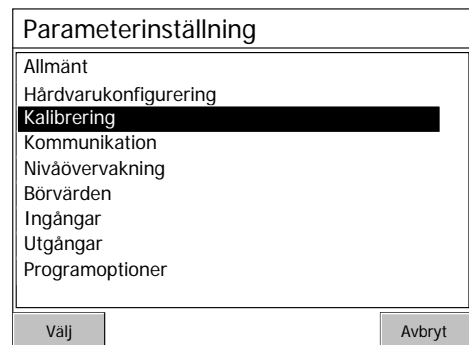 Parameterinställning
Allmänt
Hårdvarukonfigurering
Kalibrering
Kommunikation
Nivåövervakning
Börvärden
Ingångar
Utgångar
Programoptioner
Välj
Avbryt